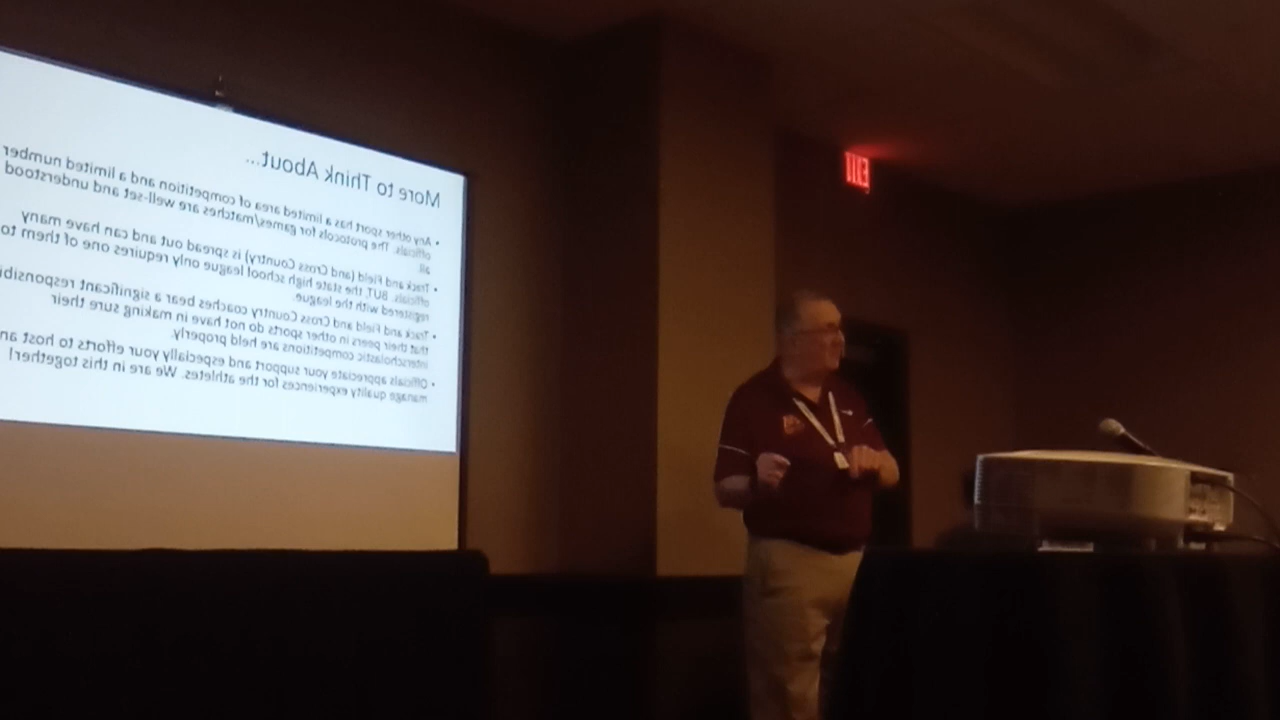 More to Think About...
• Any other sport has a limited area of competition and a limited number
officials. The protocols for games/matches are well-set and understood
all
• Track and Field (and Cross Country) is spread out and can have many
officials. BUT, the state high school league only requires one of them to
registered with the league.
• Track and Field and Cross Country coaches bear a significant responsibi
that their peers in other sports do not have in making sure their
interscholastic competitions are held properly.
• Officials appreciate your support and especially your efforts to host an
manage quality experiences for the athletes. We are in this together!
EXIT